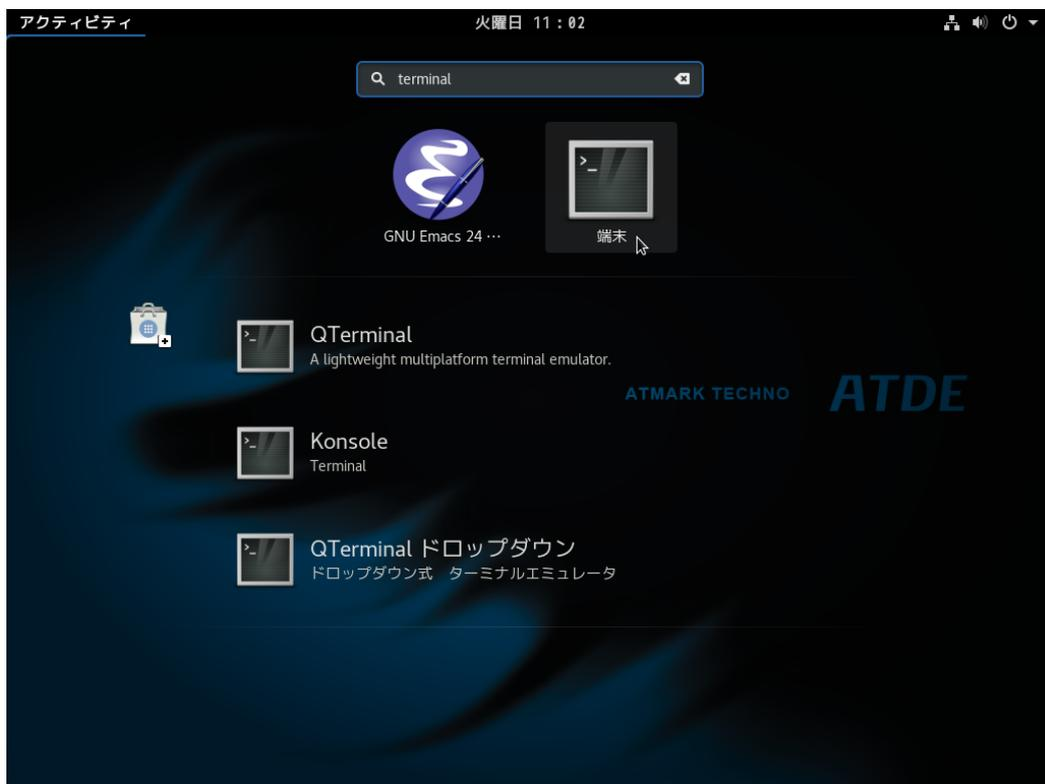 アクティビティ
火曜日 11：02
terminal
GNU Emacs 24 …
端末
QTerminal
A lightweight multiplatform terminal emulator.
ATMARK TECHNO
ATDE
Konsole
Terminal
QTerminal ドロップダウン
ドロップダウン式　ターミナルエミュレータ